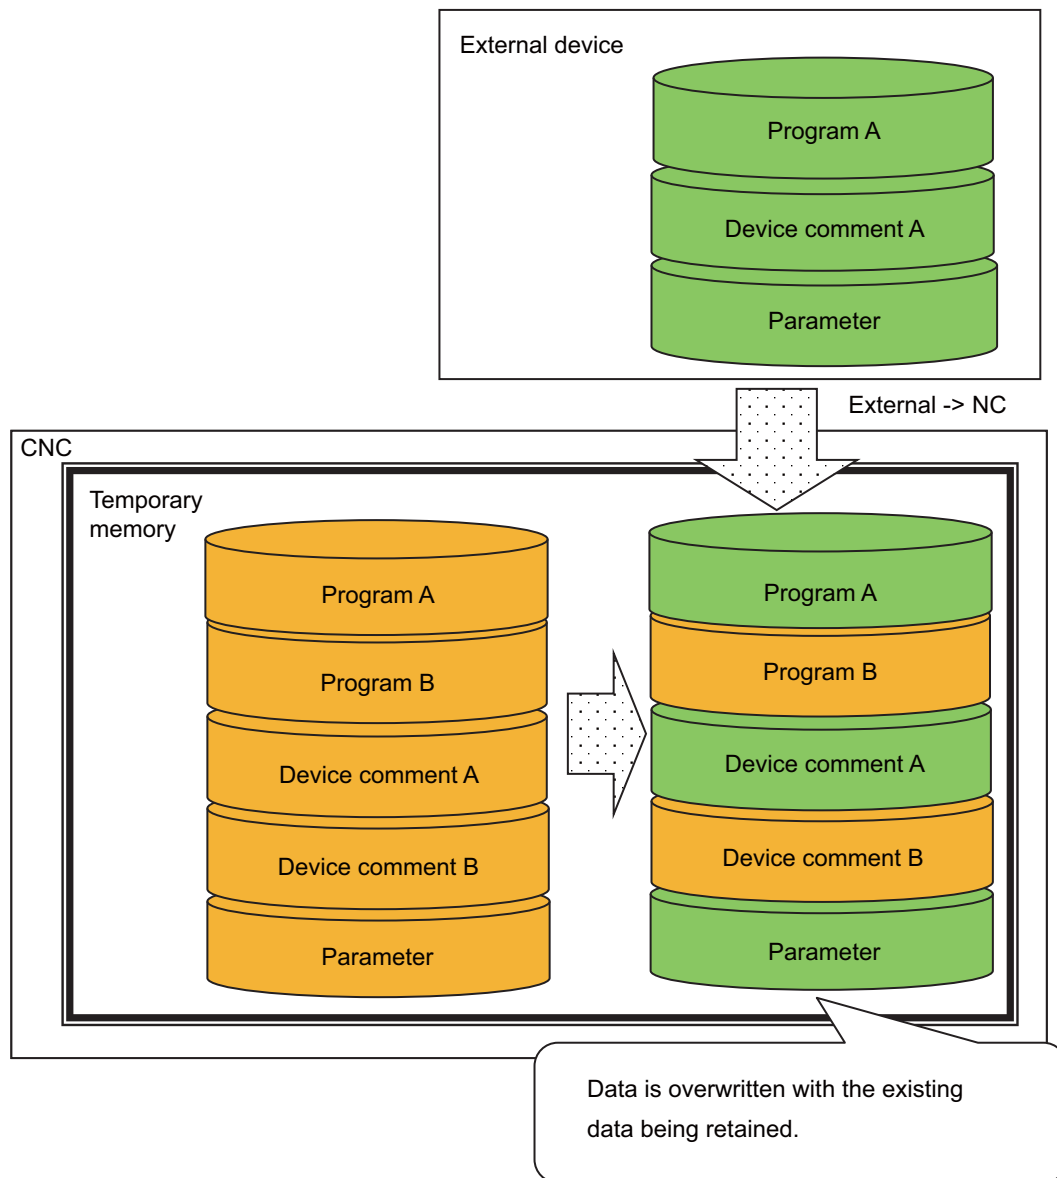 External device
Program A
Device comment A
Parameter
External -> NC
CNC
Temporary
memory
Program A
Program B
Device comment A
Device comment B
Parameter
Program A
Program B
Device comment A
Device comment B
Parameter
Data is overwritten with the existing
data being retained.